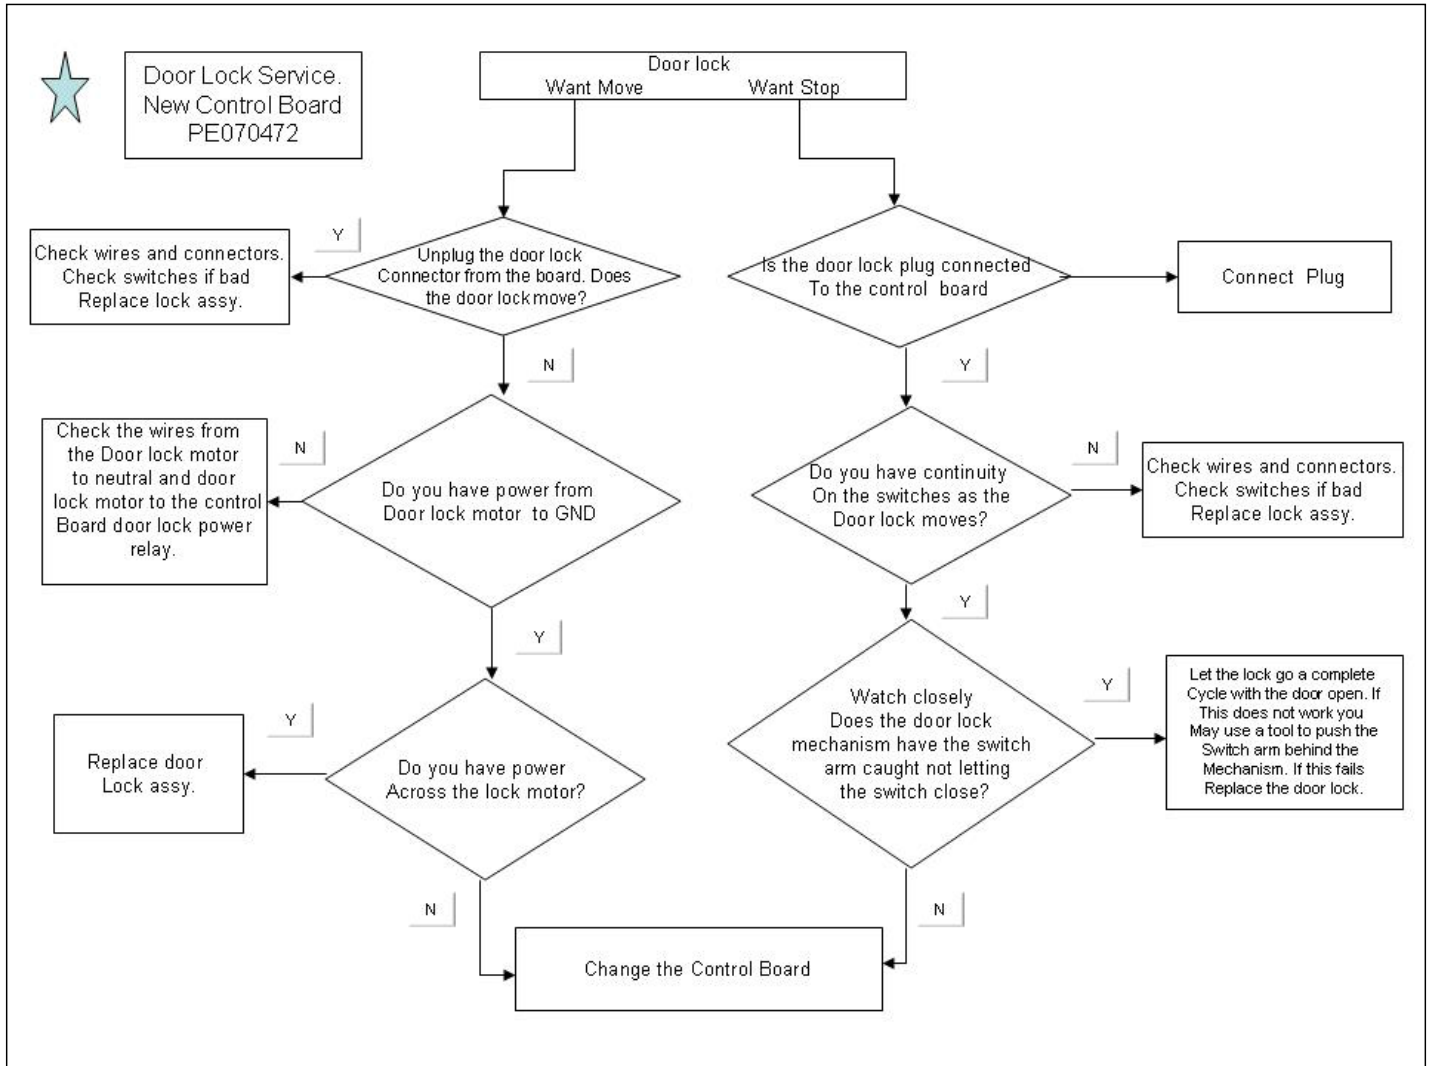 Door Lock Service.
New Control Board
PE070472
Door lock
Want Move Want Stop
Y
Check wires and connectors.
Check switches if bad
Replace lock assy.
Unplug the door lock
Connector from the board. Does
the door lock move?
Is the door lock plug connected
To the control board
Connect Plug
N
Y
Check the wires from
the Door lock motor
to neutral and door
lock motor to the control
Board door lock power
relay.
N
Do you have power from
Door lock motor to GND
Do you have continuity
On the switches as the
Door lock moves?
N
Check wires and connectors.
Check switches if bad
Replace lock assy.
Y
Y
Replace door
Lock assy.
Y
Do you have power
Across the lock motor?
Watch closely
Does the door lock
mechanism have the switch
arm caught not letting
the switch close?
Y
Let the lock go a complete
Cycle with the door open. If
This does not work you
May use a tool to push the
Switch arm behind the
Mechanism. If this fails
Replace the door lock.
N
N
Change the Control Board